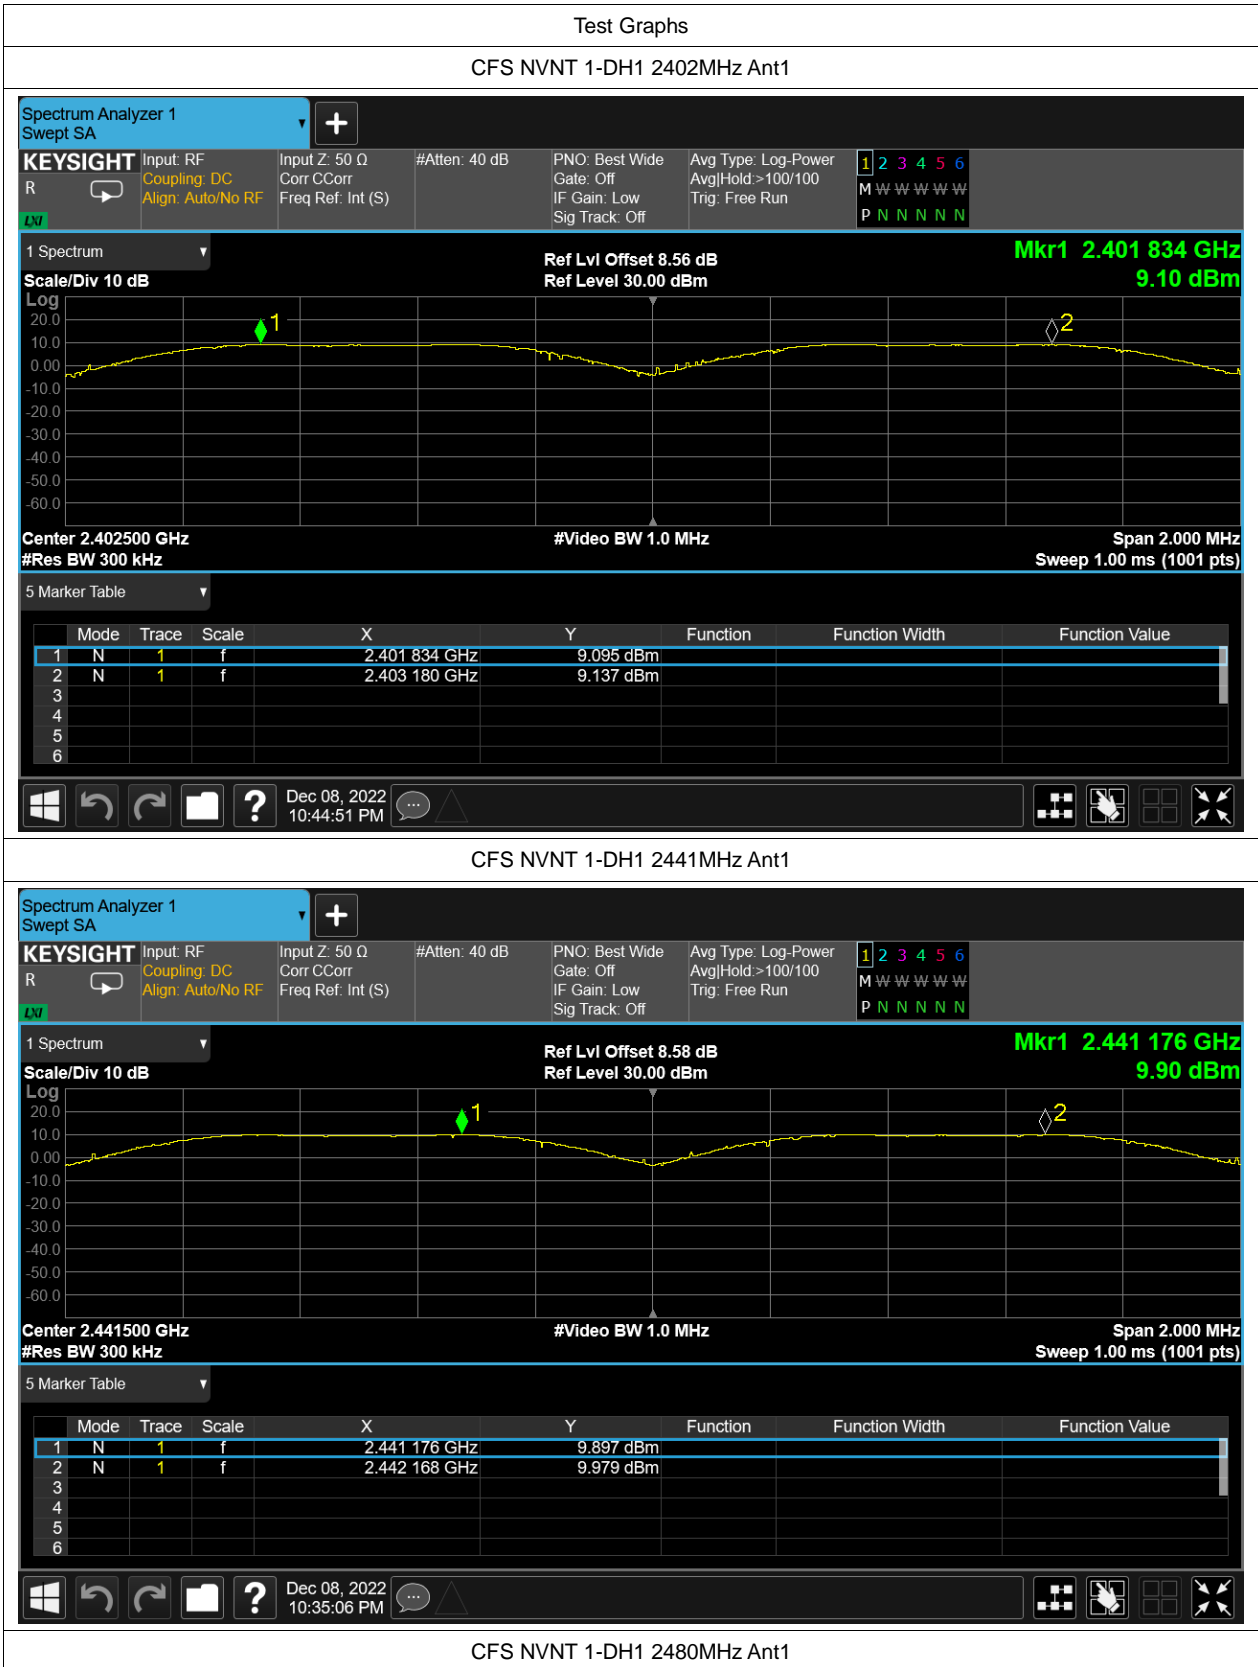 Test Graphs
CFS NVNT 1-DH1 2402MHz Ant1
Spectrum Analyzer 1
Swept SA
KEYSIGHT Input: RF Input Z: 50 Ω #Atten: 40 dB PNO: Best Wide Avg Type: Log-Power 1 2 3 4 5 6
R Coupling: DC Corr CCorr Gate: Off Avg|Hold:>100/100 M W W W W W
Align: Auto/No RF Freq Ref: Int (S) IF Gain: Low Trig: Free Run
LXI Sig Track: Off P N N N N N
1 Spectrum Ref Lvl Offset 8.56 dB Mkr1 2.401 834 GHz
Scale/Div 10 dB Ref Level 30.00 dBm 9.10 dBm
Log
20.0 1 2
10.0
0.00
-10.0
-20.0
-30.0
-40.0
-50.0
-60.0
Center 2.402500 GHz #Video BW 1.0 MHz Span 2.000 MHz
#Res BW 300 kHz Sweep 1.00 ms (1001 pts)
5 Marker Table
Mode Trace Scale X Y Function Function Width Function Value
1 N 1 f 2.401 834 GHz 9.095 dBm
2 N 1 f 2.403 180 GHz 9.137 dBm
3
4
5
6
? Dec 08, 2022
10:44:51 PM
CFS NVNT 1-DH1 2441MHz Ant1
Spectrum Analyzer 1
Swept SA
KEYSIGHT Input: RF Input Z: 50 Ω #Atten: 40 dB PNO: Best Wide Avg Type: Log-Power 1 2 3 4 5 6
R Coupling: DC Corr CCorr Gate: Off Avg|Hold:>100/100 M W W W W W
Align: Auto/No RF Freq Ref: Int (S) IF Gain: Low Trig: Free Run
LXI Sig Track: Off P N N N N N
1 Spectrum Ref Lvl Offset 8.58 dB Mkr1 2.441 176 GHz
Scale/Div 10 dB Ref Level 30.00 dBm 9.90 dBm
Log
20.0 1 2
10.0
0.00
-10.0
-20.0
-30.0
-40.0
-50.0
-60.0
Center 2.441500 GHz #Video BW 1.0 MHz Span 2.000 MHz
#Res BW 300 kHz Sweep 1.00 ms (1001 pts)
5 Marker Table
Mode Trace Scale X Y Function Function Width Function Value
1 N 1 f 2.441 176 GHz 9.897 dBm
2 N 1 f 2.442 168 GHz 9.979 dBm
3
4
5
6
? Dec 08, 2022
10:35:06 PM
CFS NVNT 1-DH1 2480MHz Ant1